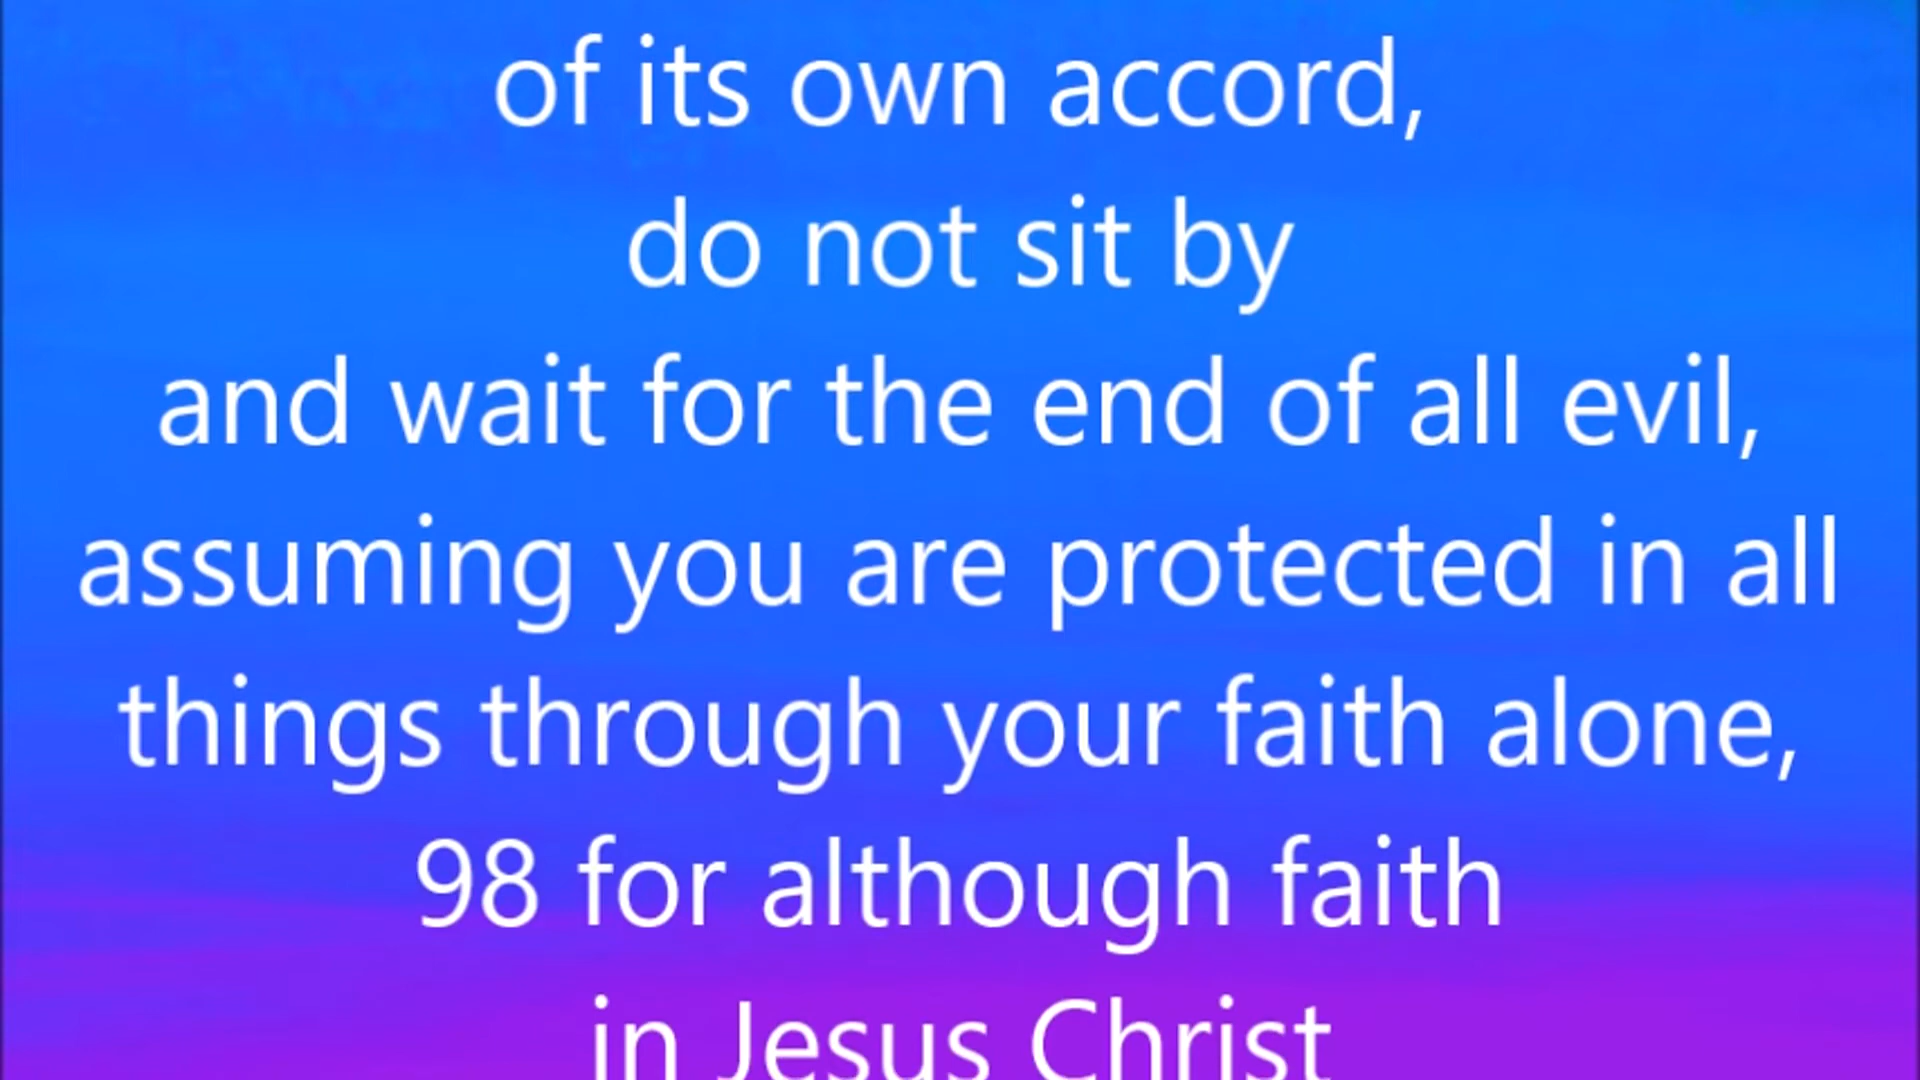 of its own accord,
do not sit by
and wait for the end of all evil,
assuming you are protected in all
things through your faith alone,
98 for although faith
in Jesus Christ